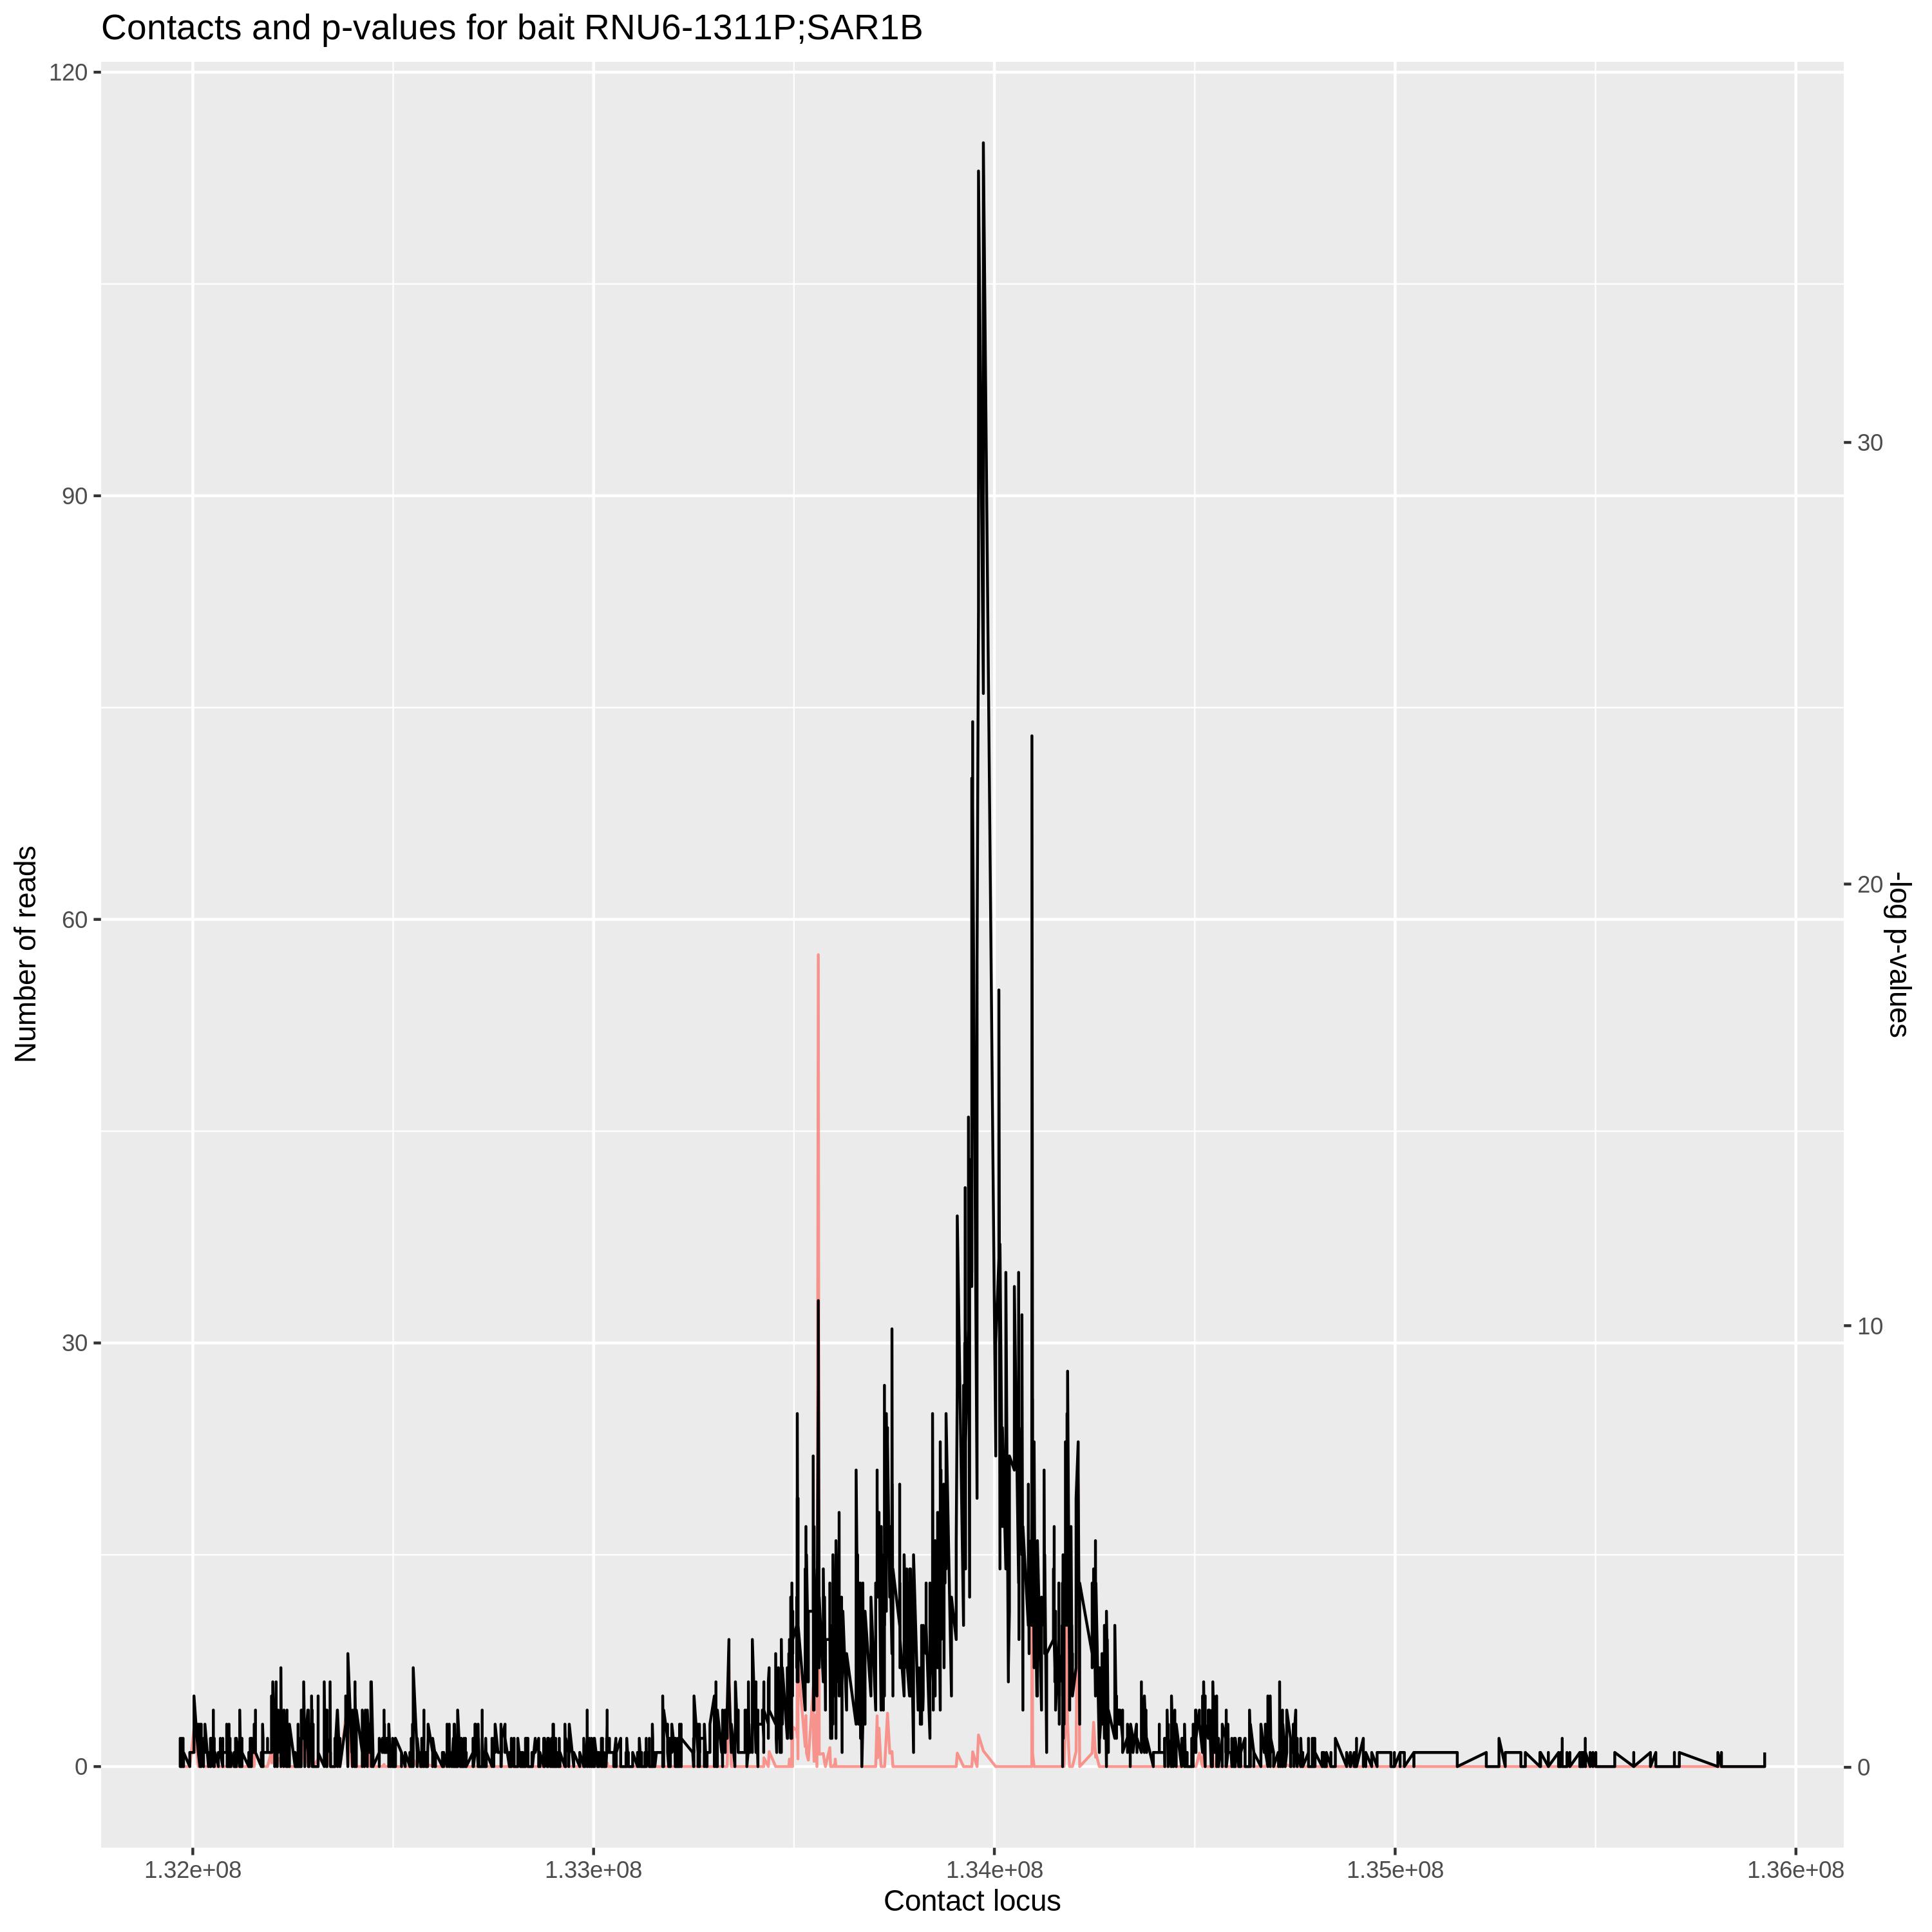 Contacts and p-values for bait RNU6-1311P;SAR1B
120
90
60
30
0
Number of reads
30
20
10
0
-log p-values
1.32e+08 1.33e+08 1.34e+08 1.35e+08 1.36e+08
Contact locus